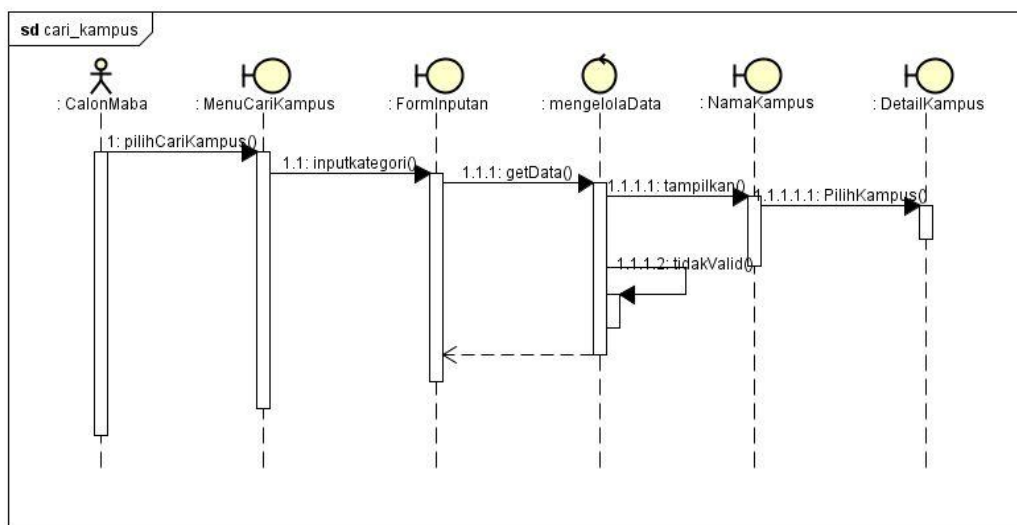 sd cari_kampus
: CalonMaba
: MenuCariKampus
: FormInputan
: mengelolaData
: NamaKampus
: DetailKampus
1: pilihCariKampus()
1.1: inputkategori()
1.1.1: getData()
1.1.1.1: tampilkan()
1.1.1.1.1: PilihKampus()
1.1.1.2: tidakValid()